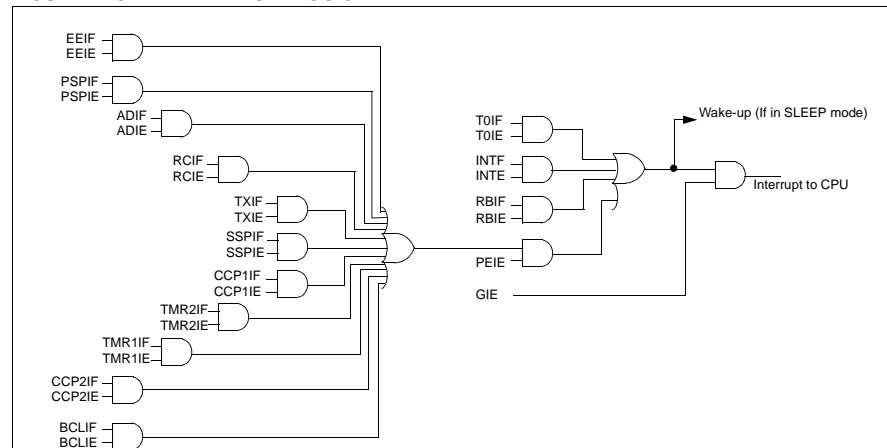 EEIF
EEIE
PSPIF
PSPIE
ADIF
ADIE
RCIF
RCIE
TXIF
TXIE
SSPIF
SSPIE
CCP1IF
CCP1IE
TMR2IF
TMR2IE
TMR1IF
TMR1IE
CCP2IF
CCP2IE
BCLIF
BCLIE
T0IF
T0IE
INTF
INTE
RBIF
RBIE
PEIE
GIE
Wake-up (If in SLEEP mode)
Interrupt to CPU